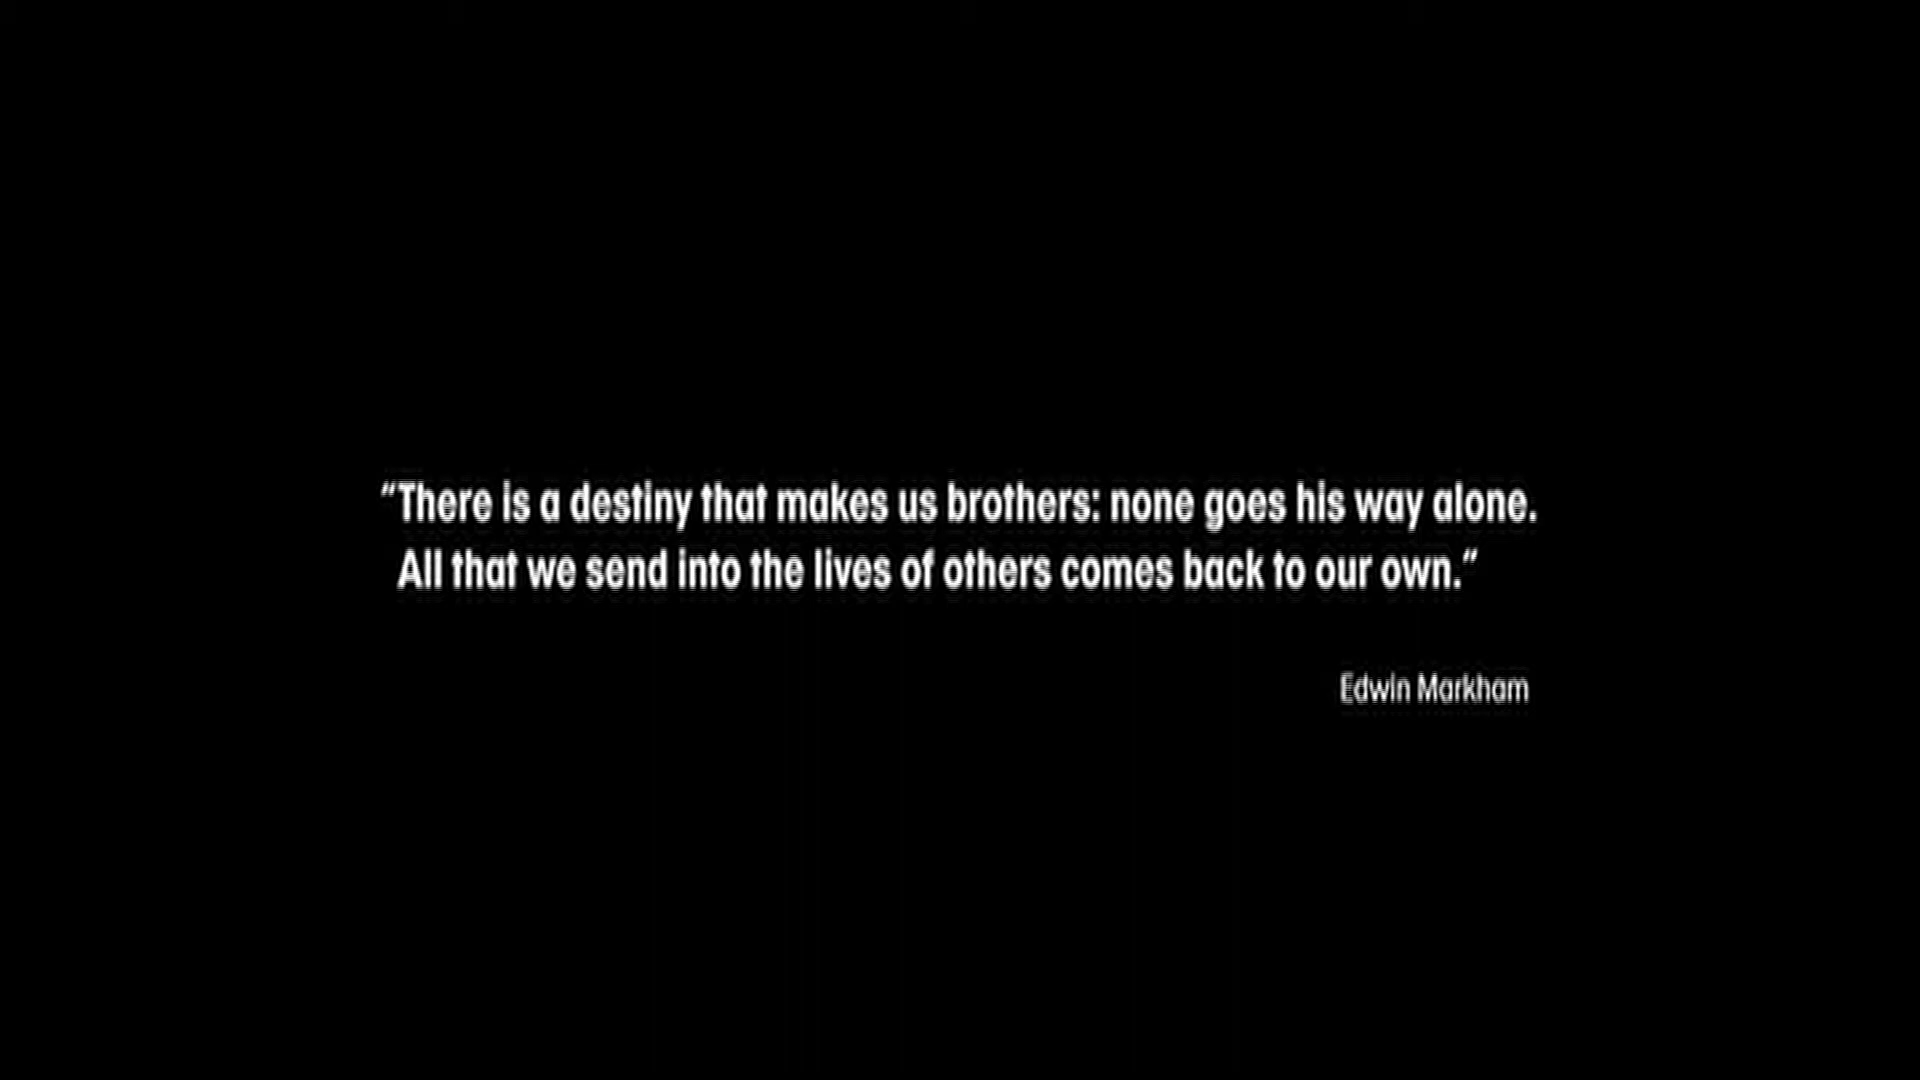 “There is a destiny that makes us brothers: none goes his way alone.
All that we send into the lives of others comes back to our own.”
Edwin Markham